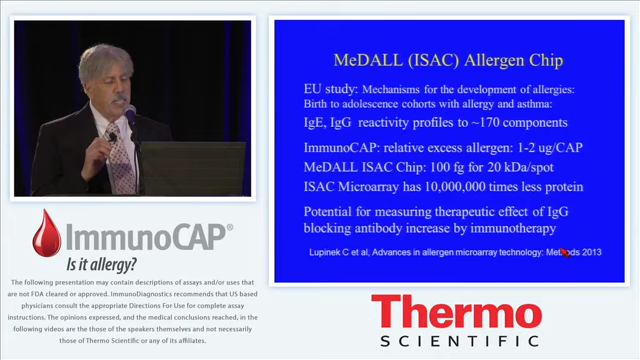 MeDALL (ISAC) Allergen Chip
EU study: Mechanisms for the development of allergies:
Birth to adolescence cohorts with allergy and asthma:
IgE, IgG reactivity profiles to ~170 components
ImmunoCAP: relative excess allergen: 1-2 ug/CAP
MeDALL ISAC Chip: 100 fg for 20 kDa/spot
ISAC Microarray has 10,000,000 times less protein
Potential for measuring therapeutic effect of IgG
blocking antibody increase by immunotherapy
Lupinek C et al, Advances in allergen microarray technology: Methods 2013
ImmunoCAP®
Is it allergy?
The following presentation may contain descriptions of assays and/or uses that
are not FDA cleared or approved. ImmunoDiagnostics recommends that US based
physicians consult the appropriate Directions For Use for complete assay
instructions. The opinions expressed, and the medical conclusions reached, in the
following videos are those of the speakers themselves and not necessarily
those of Thermo Scientific or any of its affiliates.
Thermo
SCIENTIFIC